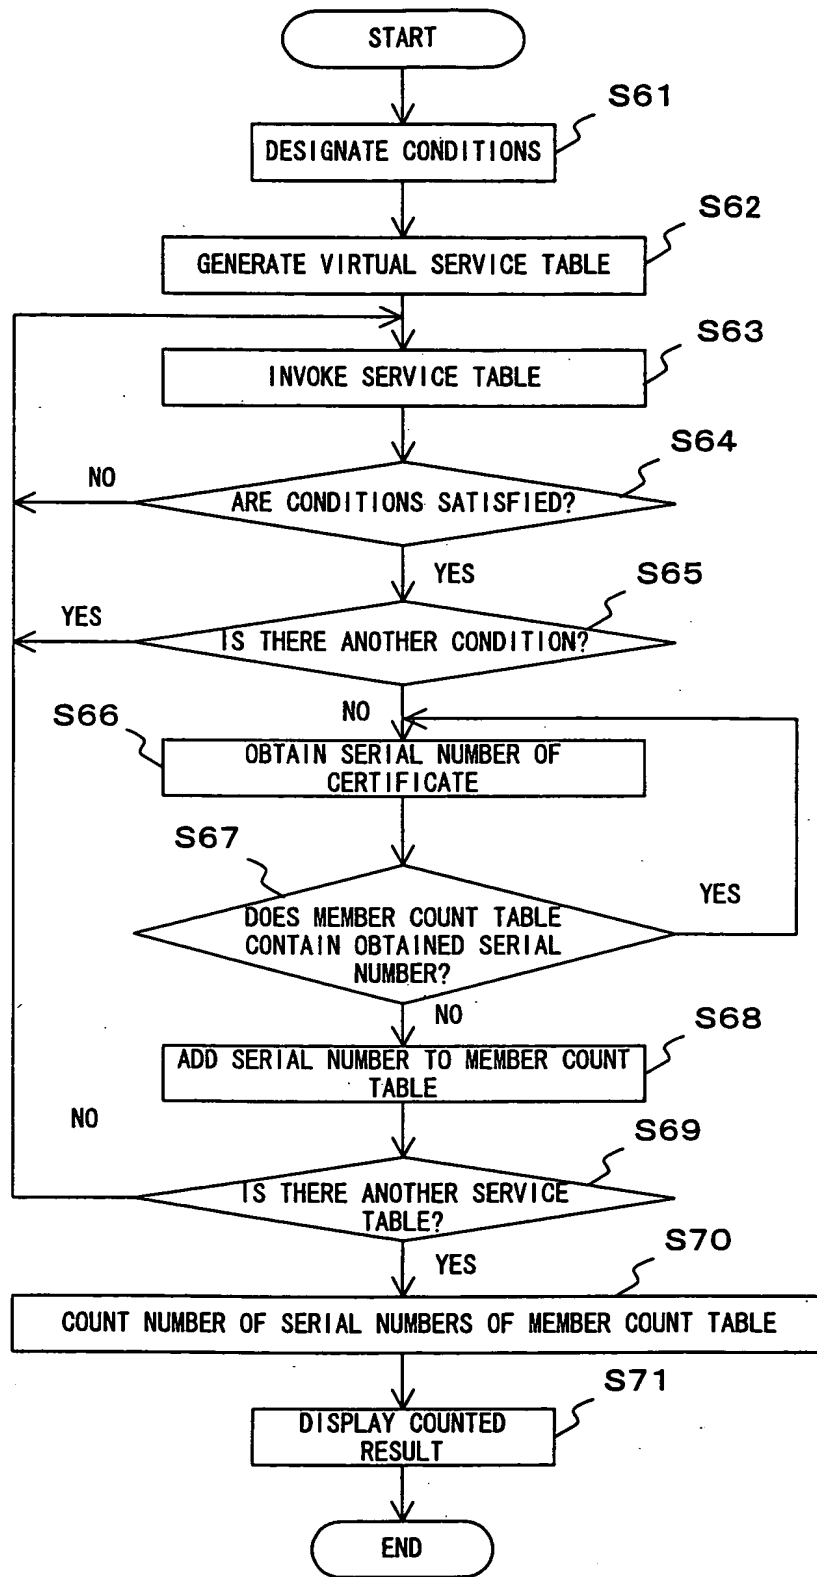 START
S61
DESIGNATE CONDITIONS
S62
GENERATE VIRTUAL SERVICE TABLE
S63
INVOKE SERVICE TABLE
S64
NO
ARE CONDITIONS SATISFIED?
YES
S65
YES
IS THERE ANOTHER CONDITION?
NO
S66
OBTAIN SERIAL NUMBER OF
CERTIFICATE
S67
YES
DOES MEMBER COUNT TABLE
CONTAIN OBTAINED SERIAL
NUMBER?
NO
S68
ADD SERIAL NUMBER TO MEMBER COUNT
TABLE
NO
S69
IS THERE ANOTHER SERVICE
TABLE?
YES
S70
COUNT NUMBER OF SERIAL NUMBERS OF MEMBER COUNT TABLE
S71
DISPLAY COUNTED
RESULT
END